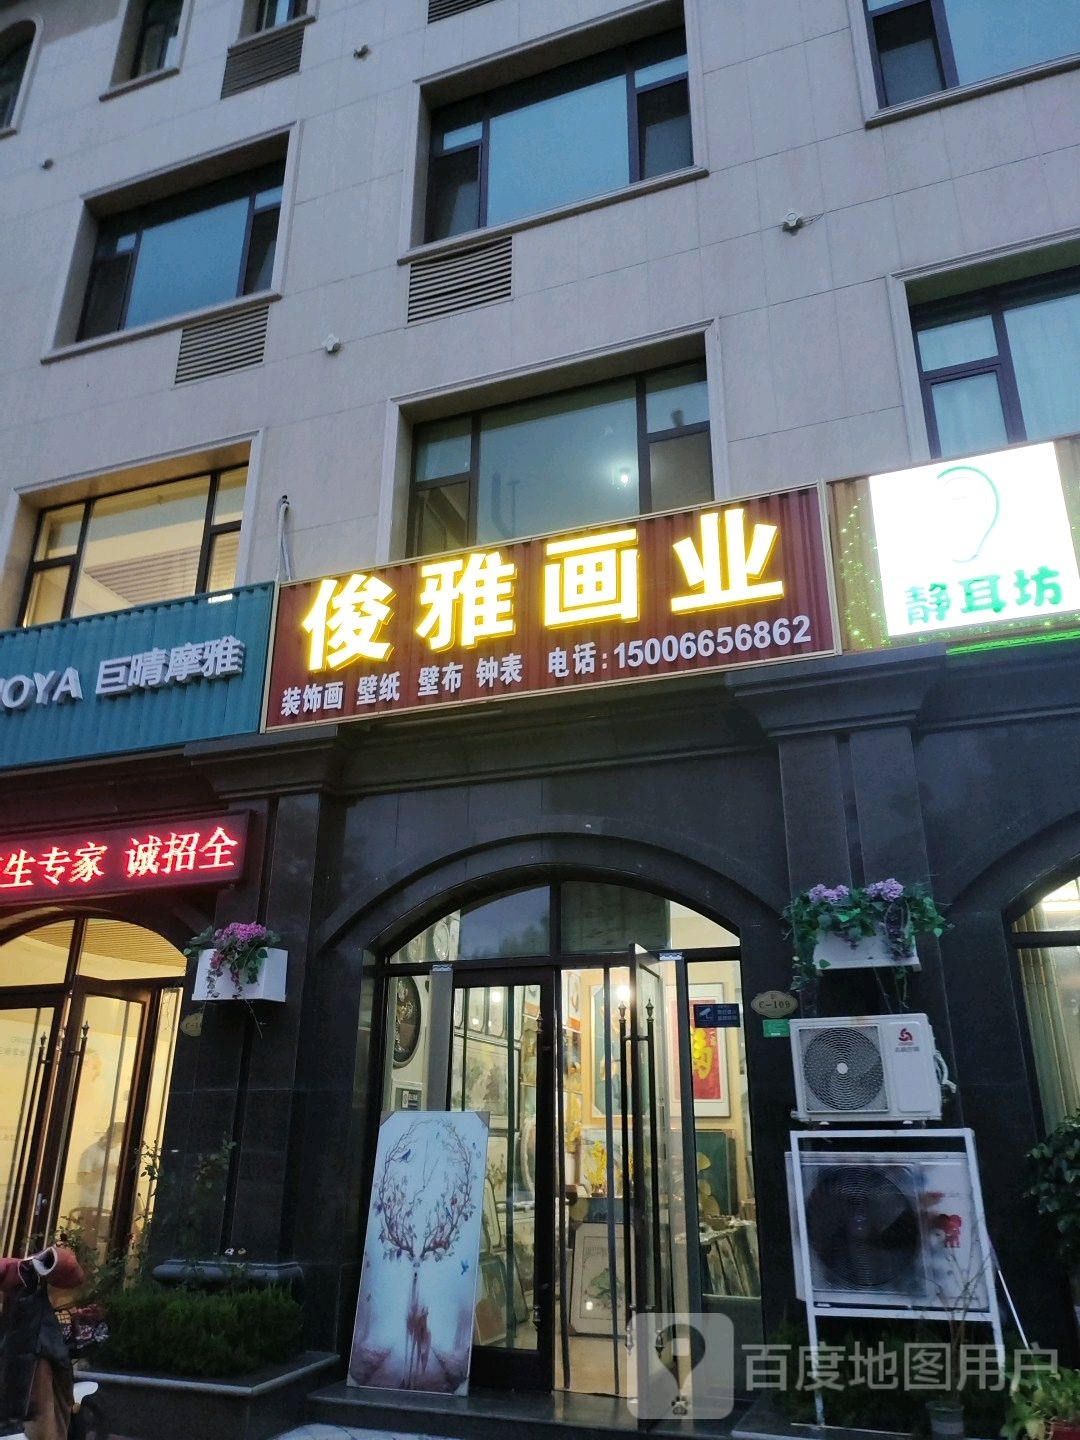 俊雅画业
装饰画 壁纸 壁布 钟表 电话:15006656862
OYA 巨晴摩雅
静耳坊
生专家 诚招全
C-109
百度地图用户